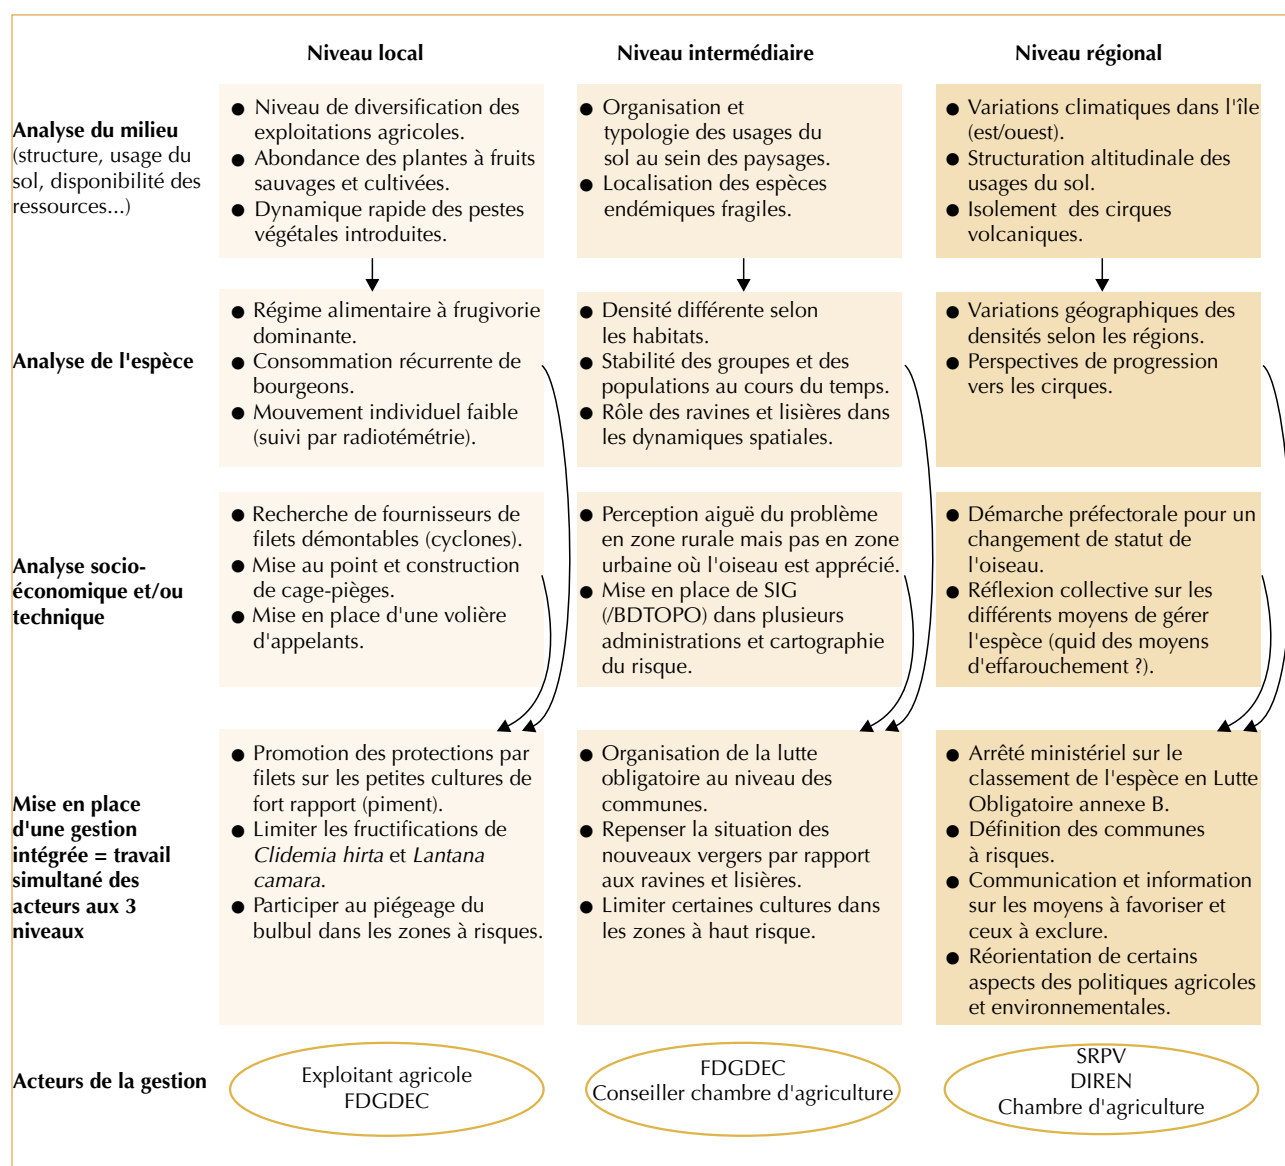 Niveau local
Niveau intermédiaire
Niveau régional
Analyse du milieu
(structure, usage du
sol, disponibilité des
ressources...)
● Niveau de diversification des
exploitations agricoles.
● Abondance des plantes à fruits
sauvages et cultivées.
● Dynamique rapide des pestes
végétales introduites.
● Organisation et
typologie des usages du
sol au sein des paysages.
● Localisation des espèces
endémiques fragiles.
● Variations climatiques dans l'île
(est/ouest).
● Structuration altitudinale des
usages du sol.
● Isolement des cirques
volcaniques.
Analyse de l'espèce
● Régime alimentaire à frugivorie
dominante.
● Consommation récurrente de
bourgeons.
● Mouvement individuel faible
(suivi par radiotémétrie).
● Densité différente selon
les habitats.
● Stabilité des groupes et des
populations au cours du temps.
● Rôle des ravines et lisières dans
les dynamiques spatiales.
● Variations géographiques des
densités selon les régions.
● Perspectives de progression
vers les cirques.
Analyse socio-
économique et/ou
technique
● Recherche de fournisseurs de
filets démontables (cyclones).
● Mise au point et construction
de cage-pièges.
● Mise en place d'une volière
d'appelants.
● Perception aiguë du problème
en zone rurale mais pas en zone
urbaine où l'oiseau est apprécié.
● Mise en place de SIG
(/BDTOPO) dans plusieurs
administrations et cartographie
du risque.
● Démarche préfectorale pour un
changement de statut de
l'oiseau.
● Réflexion collective sur les
différents moyens de gérer
l'espèce (quid des moyens
d'effarouchement ?).
Mise en place
d'une gestion
intégrée = travail
simultané des
acteurs aux 3
niveaux
● Promotion des protections par
filets sur les petites cultures de
fort rapport (piment).
● Limiter les fructifications de
Clidemia hirta et Lantana
camara.
● Participer au piégeage du
bulbul dans les zones à risques.
● Organisation de la lutte
obligatoire au niveau des
communes.
● Repenser la situation des
nouveaux vergers par rapport
aux ravines et lisières.
● Limiter certaines cultures dans
les zones à haut risque.
● Arrêté ministériel sur le
classement de l'espèce en Lutte
Obligatoire annexe B.
● Définition des communes
à risques.
● Communication et information
sur les moyens à favoriser et
ceux à exclure.
● Réorientation de certains
aspects des politiques agricoles
et environnementales.
Acteurs de la gestion
Exploitant agricole
FDGDEC
FDGDEC
Conseiller chambre d'agriculture
SRPV
DIREN
Chambre d'agriculture